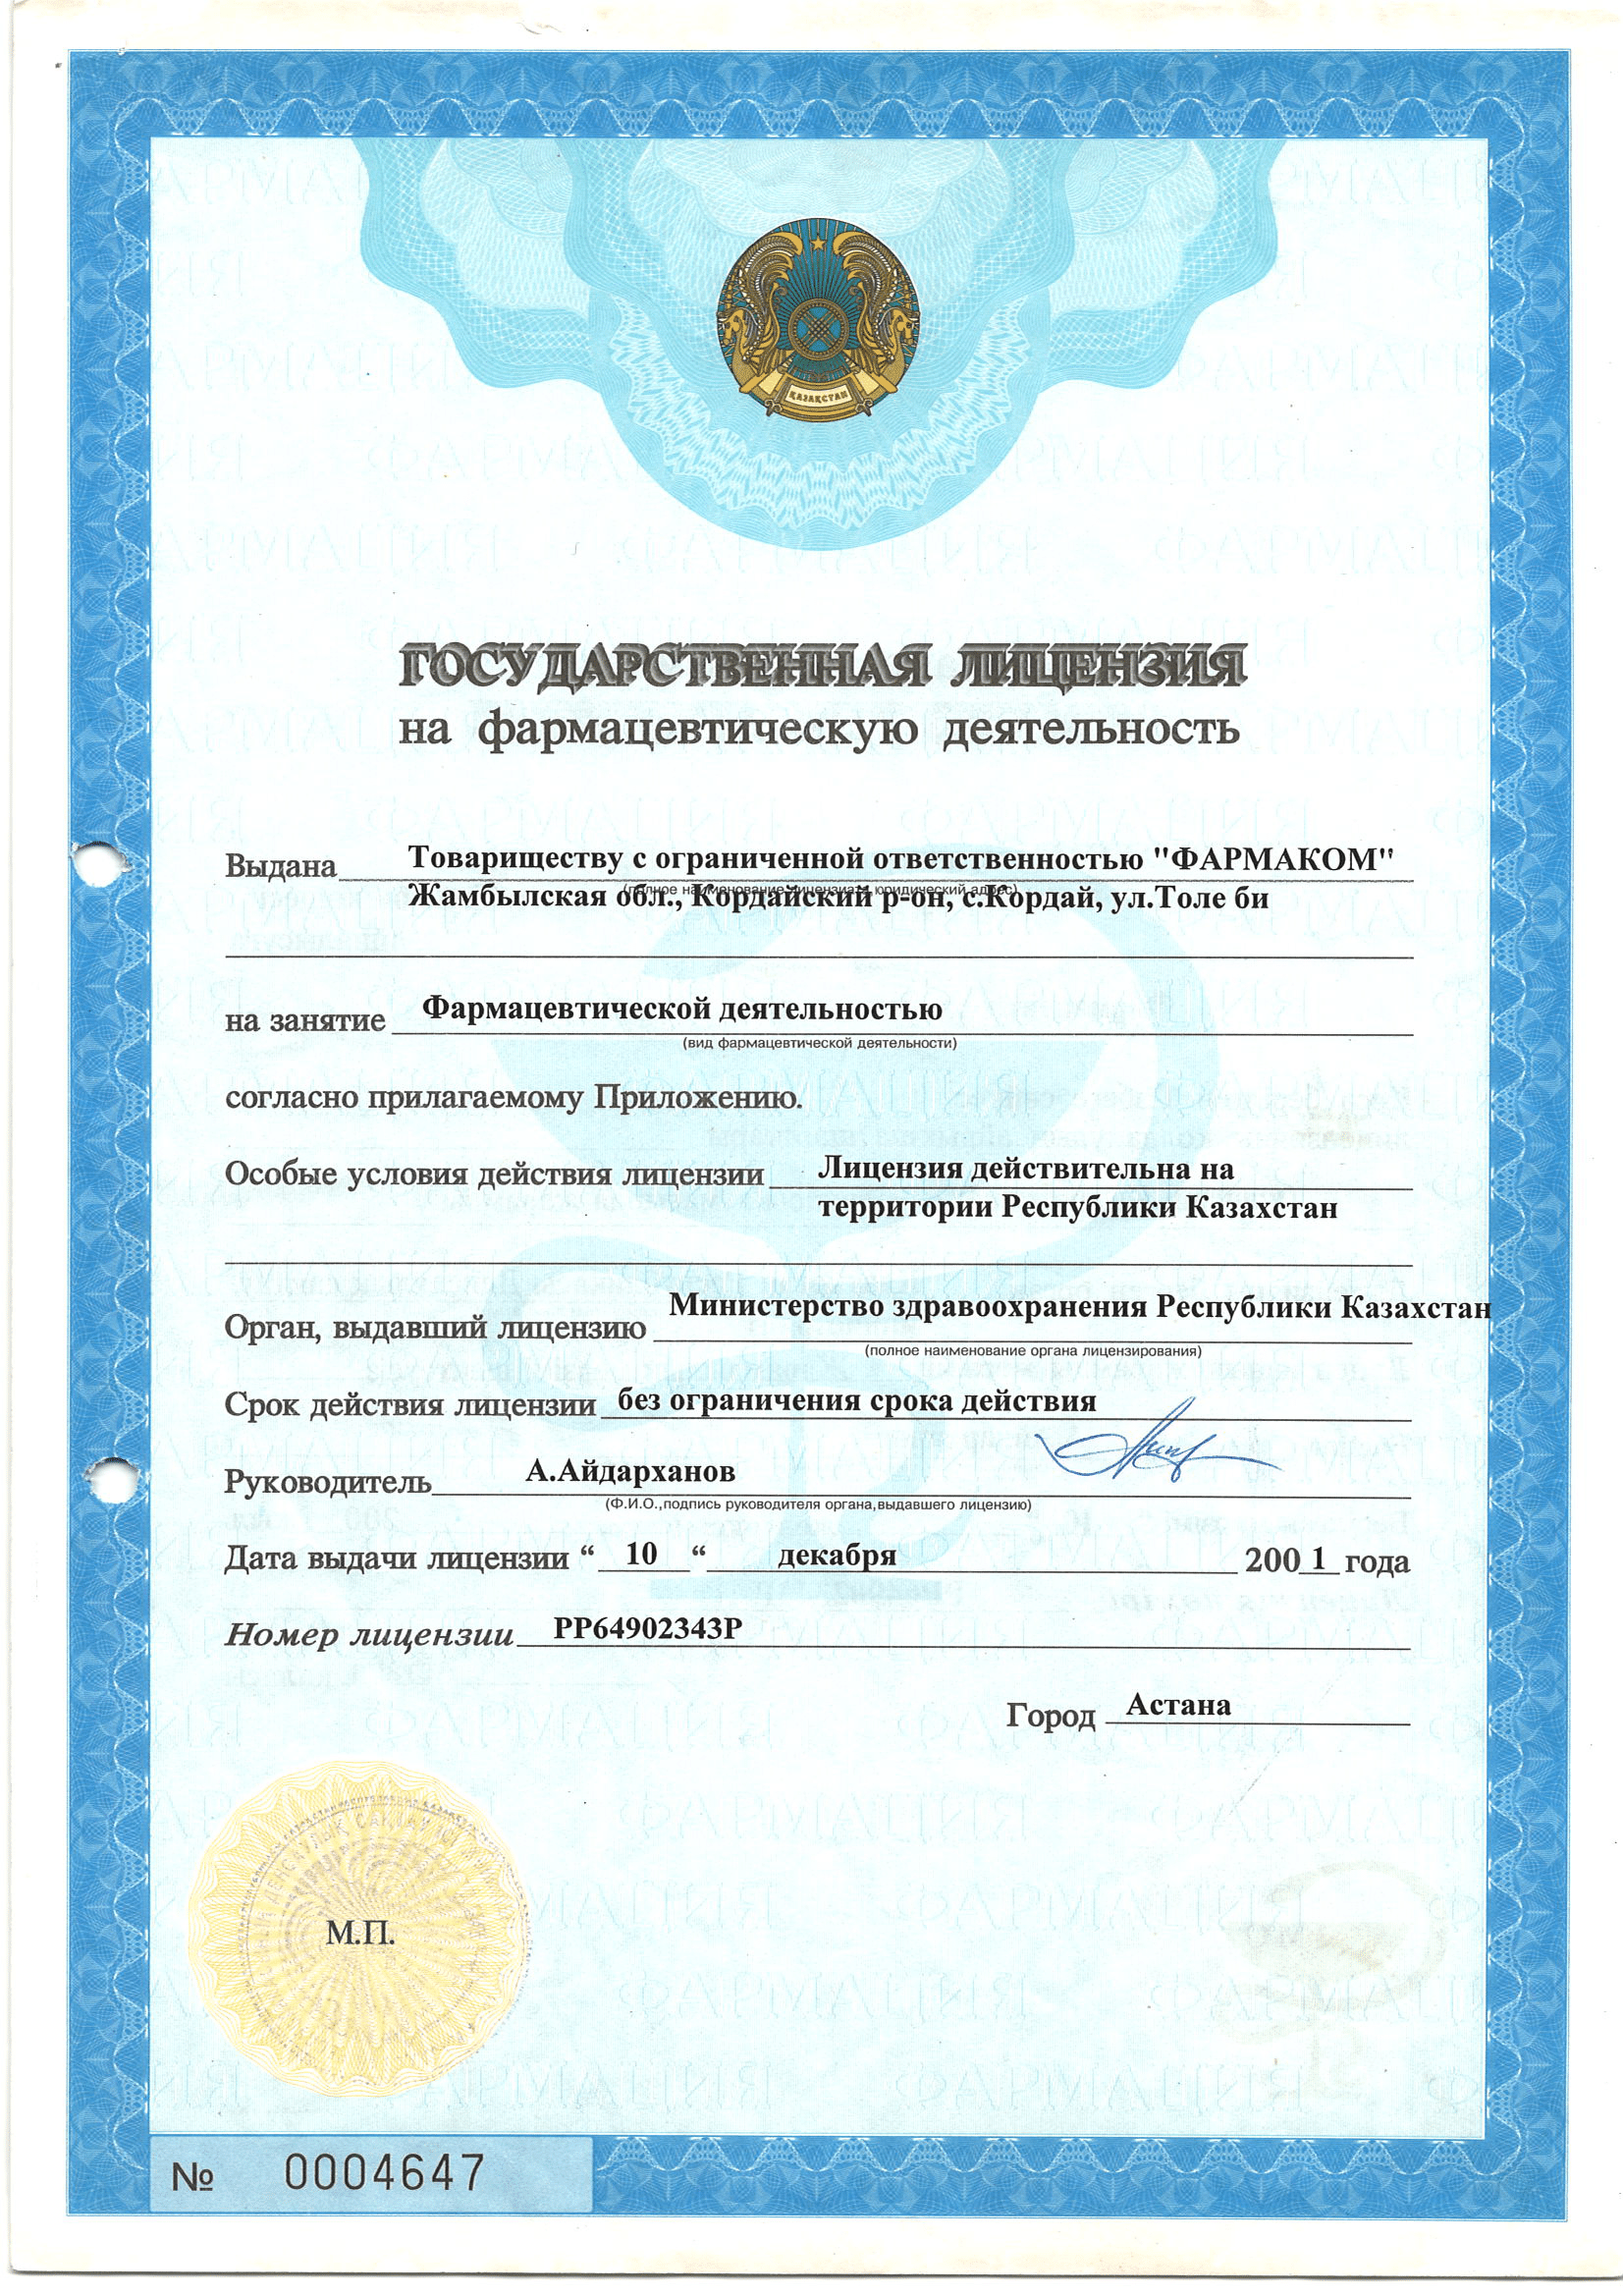 ҚАЗАҚСТАН
ГОСУДАРСТВЕННАЯ ЛИЦЕНЗИЯ
на фармацевтическую деятельность
Выдана Товариществу с ограниченной ответственностью "ФАРМАКОМ"
(полное наименование лицензиата, юридический адрес)
Жамбылская обл., Кордайский р-он, с.Кордай, ул.Толе би
на занятие Фармацевтической деятельностью
(вид фармацевтической деятельности)
согласно прилагаемому Приложению.
Особые условия действия лицензии Лицензия действительна на
территории Республики Казахстан
Орган, выдавший лицензию Министерство здравоохранения Республики Казахстан
(полное наименование органа лицензирования)
Срок действия лицензии без ограничения срока действия
Руководитель А.Айдарханов
(Ф.И.О.,подпись руководителя органа,выдавшего лицензию)
Дата выдачи лицензии “ 10 “ декабря 200 1 года
Номер лицензии РР64902343Р
Город Астана
М.П.
№ 0004647